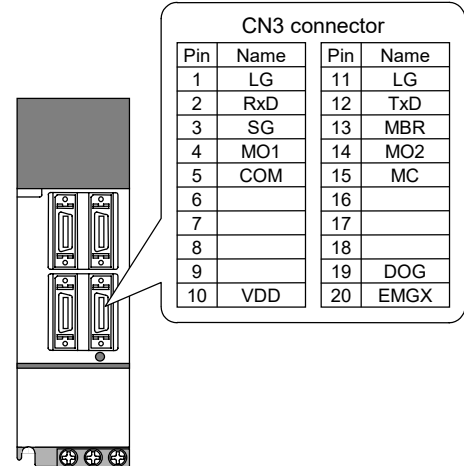 CN3 connector
Pin Name Pin Name
1 LG 11 LG
2 RxD 12 TxD
3 SG 13 MBR
4 MO1 14 MO2
5 COM 15 MC
6 16
7 17
8 18
9 19 DOG
10 VDD 20 EMGX